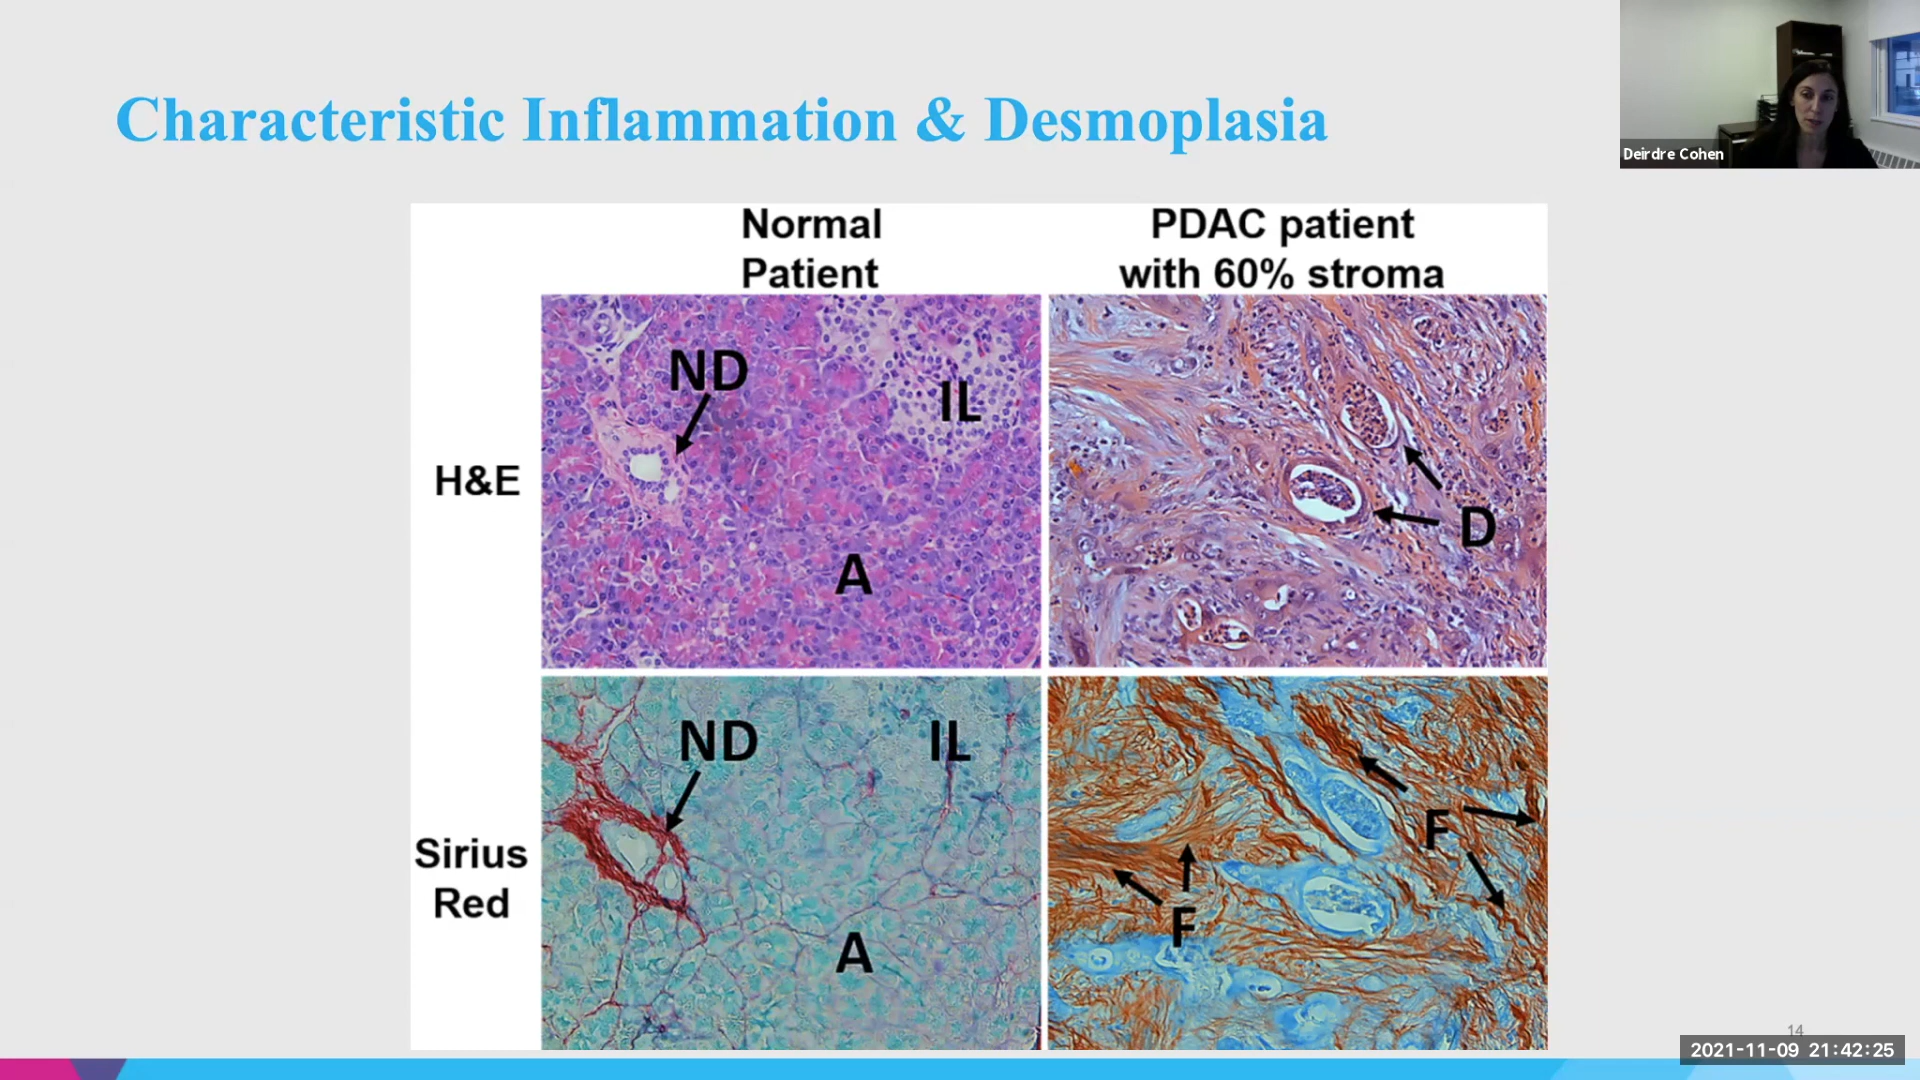 Characteristic Inflammation & Desmoplasia
Deirdre Cohen
Normal
Patient
PDAC patient
with 60% stroma
H&E
ND
IL
A
D
Sirius
Red
ND
IL
A
F
F
14
2021-11-09 21:42:25